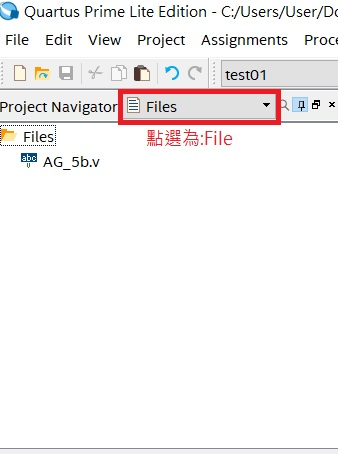 Quartus Prime Lite Edition - C:/Users/User/Do
File Edit View Project Assignments Proce
test01
Project Navigator Files
Files
點選為:File
abc AG_5b.v